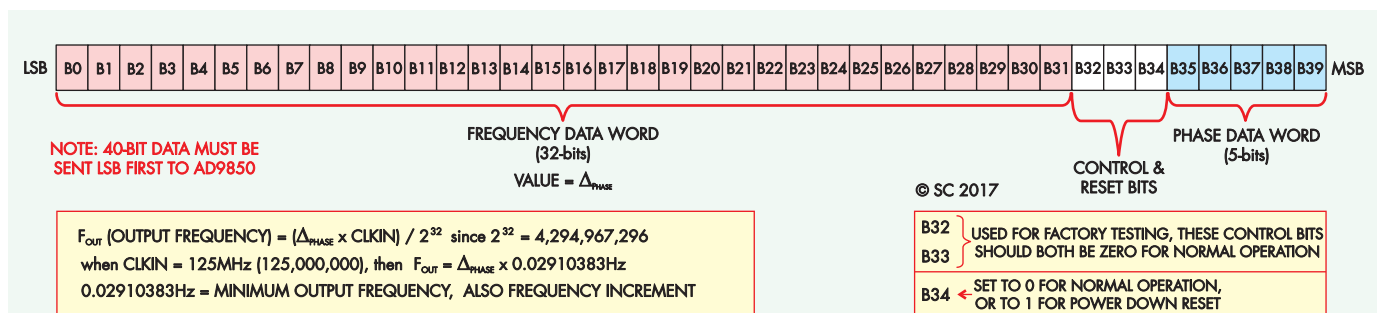 LSB B0 B1 B2 B3 B4 B5 B6 B7 B8 B9 B10 B11 B12 B13 B14 B15 B16 B17 B18 B19 B20 B21 B22 B23 B24 B25 B26 B27 B28 B29 B30 B31 B32 B33 B34 B35 B36 B37 B38 B39 MSB
NOTE: 40-BIT DATA MUST BE
SENT LSB FIRST TO AD9850
FREQUENCY DATA WORD
(32-bits)
VALUE = ΔPHASE
CONTROL &
RESET BITS
PHASE DATA WORD
(5-bits)
© SC 2017
FOUT (OUTPUT FREQUENCY) = (ΔPHASE x CLKIN) / 2³² since 2³² = 4,294,967,296
when CLKIN = 125MHz (125,000,000), then FOUT = ΔPHASE x 0.02910383Hz
0.02910383Hz = MINIMUM OUTPUT FREQUENCY, ALSO FREQUENCY INCREMENT
B32
B33
USED FOR FACTORY TESTING, THESE CONTROL BITS
SHOULD BOTH BE ZERO FOR NORMAL OPERATION
B34
SET TO 0 FOR NORMAL OPERATION,
OR TO 1 FOR POWER DOWN RESET